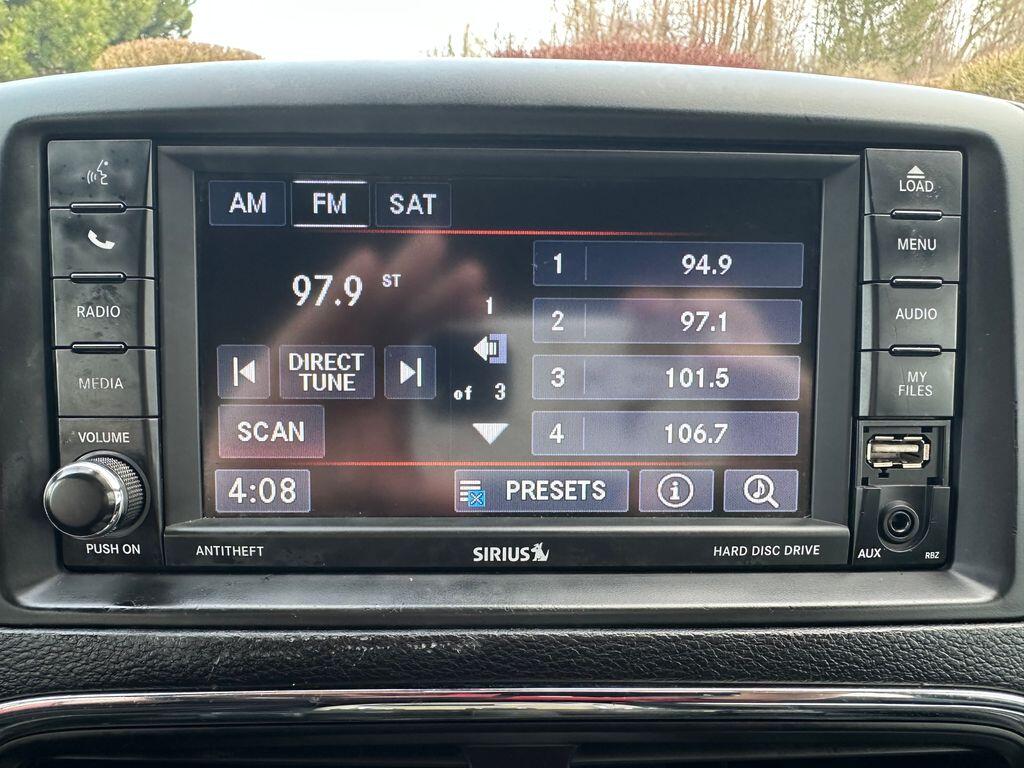 LOAD
AM FM SAT
MENU
97.9 ST
1 94.9
RADIO
1
2 97.1
AUDIO
DIRECT
TUNE
of 3
3 101.5
MEDIA
MY
FILES
SCAN
4 106.7
VOLUME
4:08
PRESETS
i
PUSH ON
ANTITHEFT
SIRIUS
HARD DISC DRIVE
AUX
RBZ